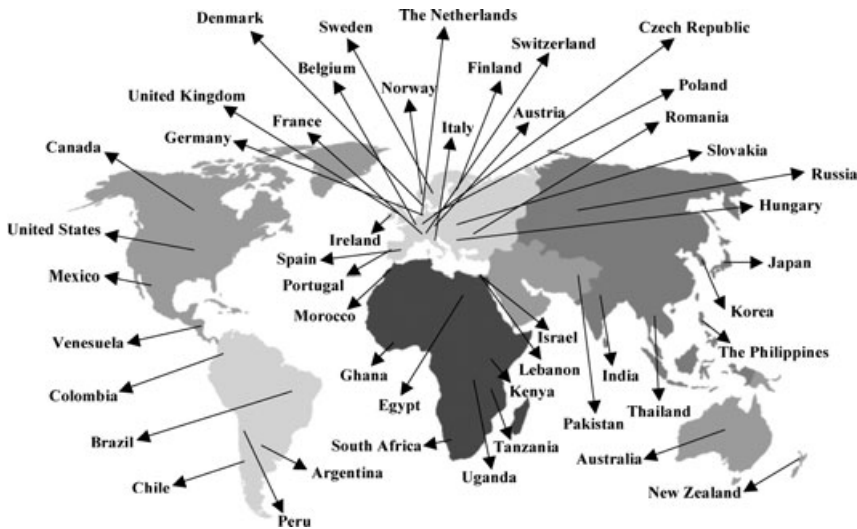 The Netherlands
Denmark
Sweden
Czech Republic
Switzerland
Belgium
Finland
Norway
Poland
United Kingdom
France
Italy
Austria
Romania
Germany
Canada
Slovakia
Russia
Hungary
United States
Ireland
Spain
Japan
Mexico
Portugal
Korea
Morocco
Israel
Venesuela
The Philippines
Lebanon
Ghana
India
Colombia
Egypt
Kenya
Thailand
Pakistan
Brazil
South Africa
Tanzania
Australia
Argentina
Uganda
Chile
New Zealand
Peru